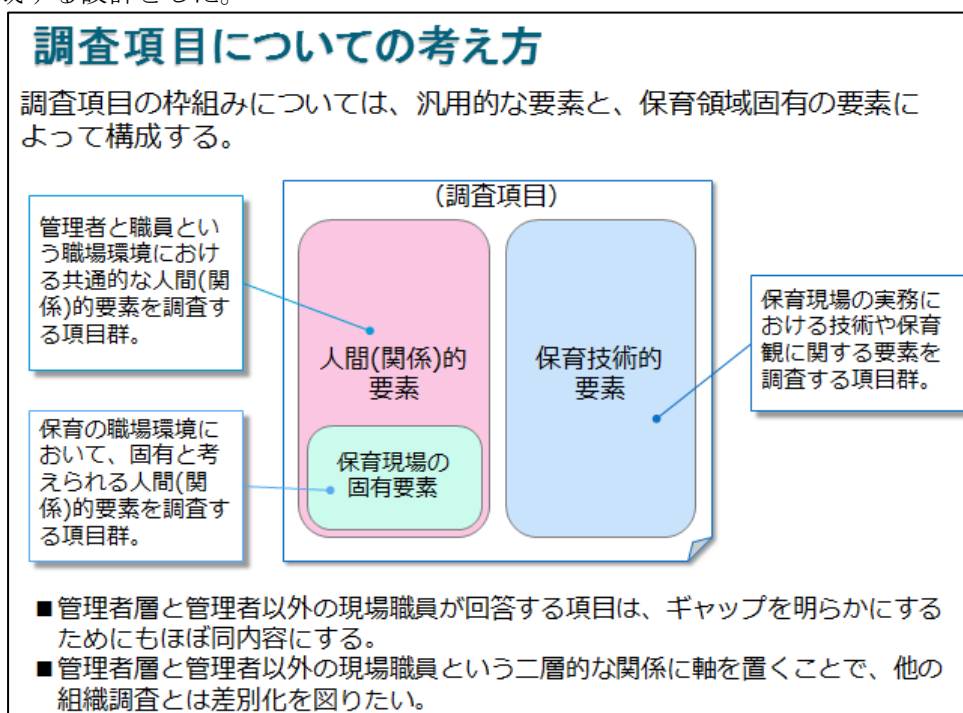 する設計とした。
調査項目についての考え方
調査項目の枠組みについては、汎用的な要素と、保育領域固有の要素に
よって構成する。
(調査項目)
管理者と職員とい
う職場環境におけ
る共通的な人間(関
係)的要素を調査す
る項目群。
人間(関係)的
要素
保育技術的
要素
保育現場の実務に
おける技術や保育
観に関する要素を
調査する項目群。
保育の職場環境に
おいて、固有と考
えられる人間(関
係)的要素を調査す
る項目群。
保育現場の
固有要素
■管理者層と管理者以外の現場職員が回答する項目は、ギャップを明らかにする
ためにもほぼ同内容にする。
■管理者層と管理者以外の現場職員という二層的な関係に軸を置くことで、他の
組織調査とは差別化を図りたい。